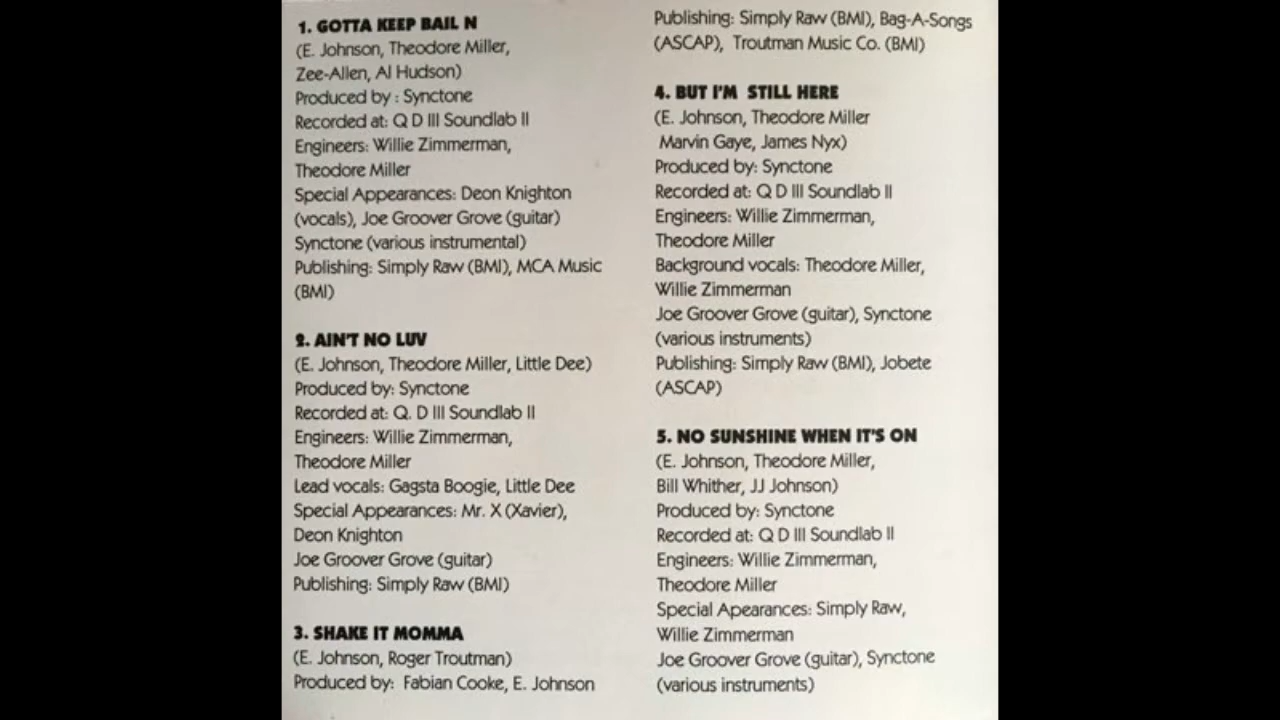 1. GOTTA KEEP BAIL N
(E. Johnson, Theodore Miller,
Zee-Allen, Al Hudson)
Produced by : Synctone
Recorded at: Q D III Soundlab II
Engineers: Willie Zimmerman,
Theodore Miller
Special Appearances: Deon Knighton
(vocals), Joe Groover Grove (guitar)
Synctone (various instrumental)
Publishing: Simply Raw (BMI), MCA Music
(BMI)
2. AIN'T NO LUV
(E. Johnson, Theodore Miller, Little Dee)
Produced by: Synctone
Recorded at: Q. D III Soundlab II
Engineers: Willie Zimmerman,
Theodore Miller
Lead vocals: Gagsta Boogie, Little Dee
Special Appearances: Mr. X (Xavier),
Deon Knighton
Joe Groover Grove (guitar)
Publishing: Simply Raw (BMI)
3. SHAKE IT MOMMA
(E. Johnson, Roger Troutman)
Produced by: Fabian Cooke, E. Johnson
Publishing: Simply Raw (BMI), Bag-A-Songs
(ASCAP), Troutman Music Co. (BMI)
4. BUT I'M STILL HERE
(E. Johnson, Theodore Miller
Marvin Gaye, James Nyx)
Produced by: Synctone
Recorded at: Q D III Soundlab II
Engineers: Willie Zimmerman,
Theodore Miller
Background vocals: Theodore Miller,
Willie Zimmerman
Joe Groover Grove (guitar), Synctone
(various instruments)
Publishing: Simply Raw (BMI), Jobete
(ASCAP)
5. NO SUNSHINE WHEN IT'S ON
(E. Johnson, Theodore Miller,
Bill Whither, JJ Johnson)
Produced by: Synctone
Recorded at: Q D III Soundlab II
Engineers: Willie Zimmerman,
Theodore Miller
Special Apearances: Simply Raw,
Willie Zimmerman
Joe Groover Grove (guitar), Synctone
(various instruments)